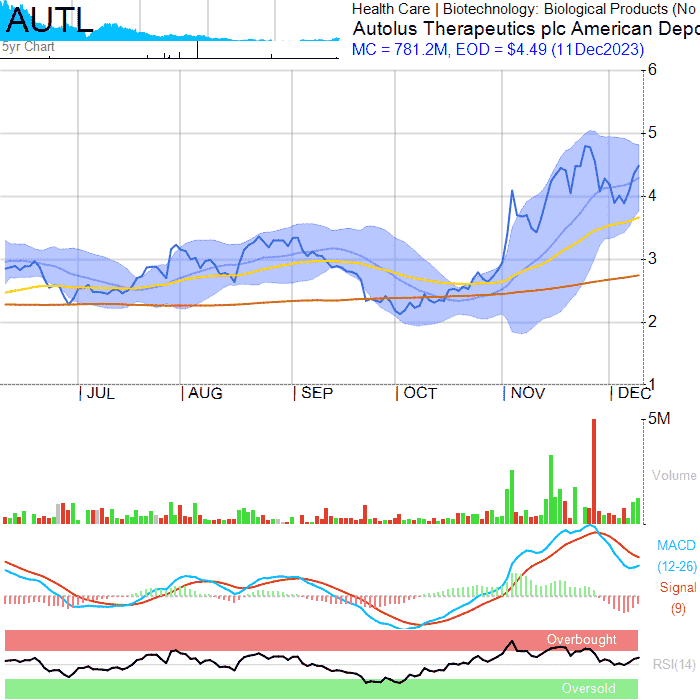 AUTL
5yr Chart
Health Care | Biotechnology: Biological Products (No
Autolus Therapeutics plc American Depo
MC = 781.2M, EOD = $4.49 (11Dec2023)
6
5
4
3
2
1
JUL AUG SEP OCT NOV DEC
5M
Volume
MACD
(12-26)
Signal
(9)
Overbought
RSI(14)
Oversold